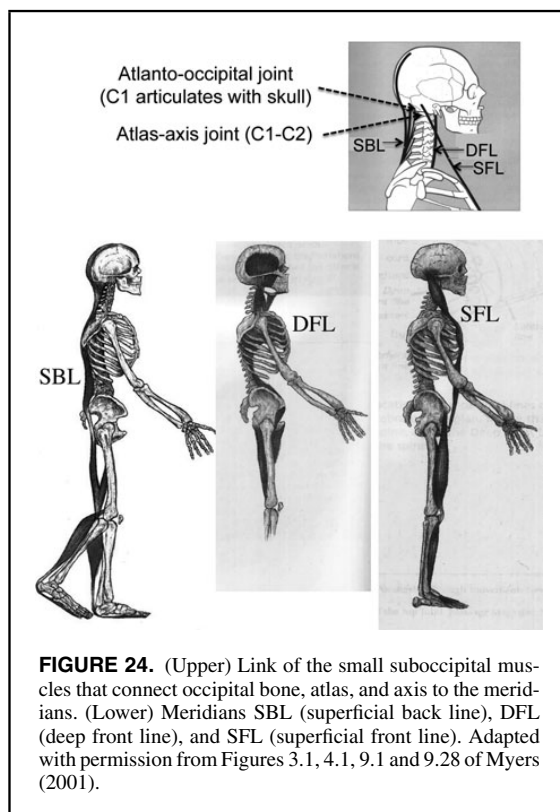 Atlanto-occipital joint
(C1 articulates with skull)
Atlas-axis joint (C1-C2)
SBL
DFL
SFL
SBL
DFL
SFL
FIGURE 24. (Upper) Link of the small suboccipital mus-
cles that connect occipital bone, atlas, and axis to the merid-
ians. (Lower) Meridians SBL (superficial back line), DFL
(deep front line), and SFL (superficial front line). Adapted
with permission from Figures 3.1, 4.1, 9.1 and 9.28 of Myers
(2001).